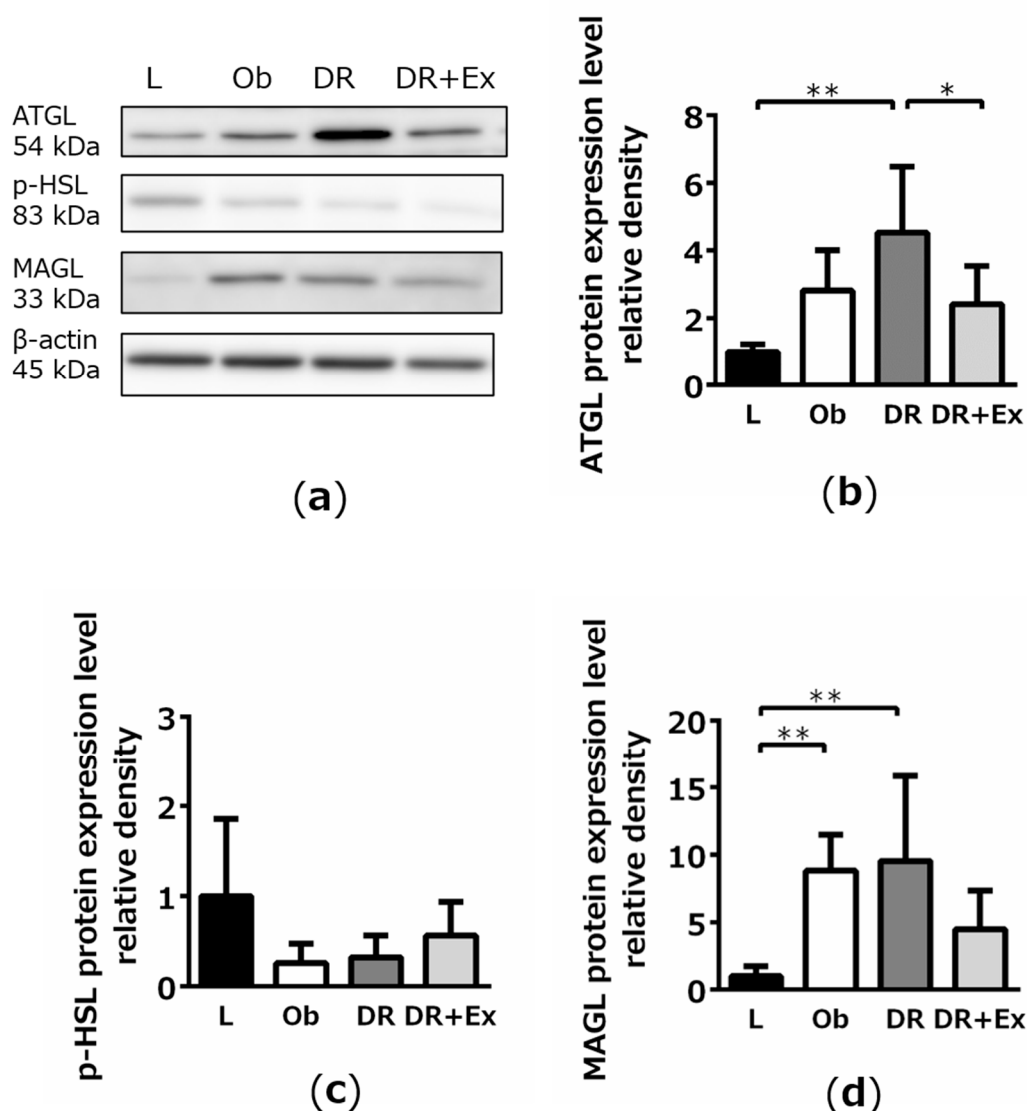 L Ob DR DR+Ex
ATGL
54 kDa
p-HSL
83 kDa
MAGL
33 kDa
β-actin
45 kDa
(a)
ATGL protein expression level
relative density
8
6
4
2
0
**
*
L Ob DR DR+Ex
(b)
p-HSL protein expression level
relative density
3
2
1
0
L Ob DR DR+Ex
(c)
MAGL protein expression level
relative density
20
15
10
5
0
**
**
L Ob DR DR+Ex
(d)